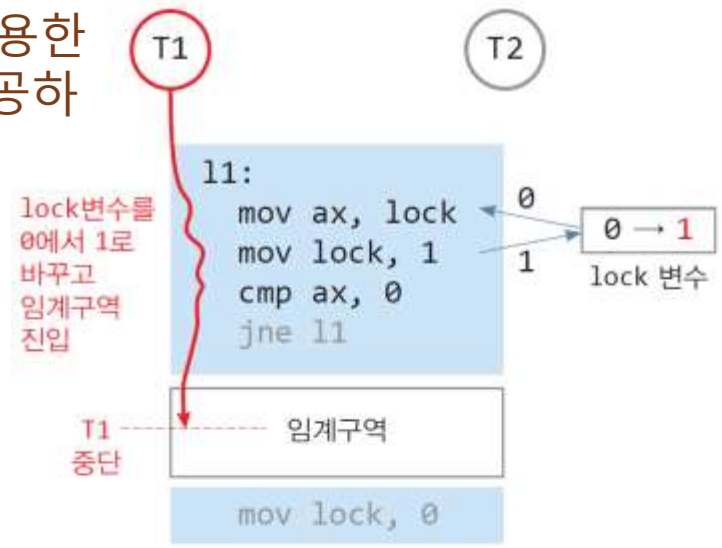 용한
공하
T1
T2
l1:
mov ax, lock
mov lock, 1
cmp ax, 0
jne l1
0
1
0 → 1
lock 변수
lock변수를
0에서 1로
바꾸고
임계구역
진입
T1
중단
임계구역
mov lock, 0